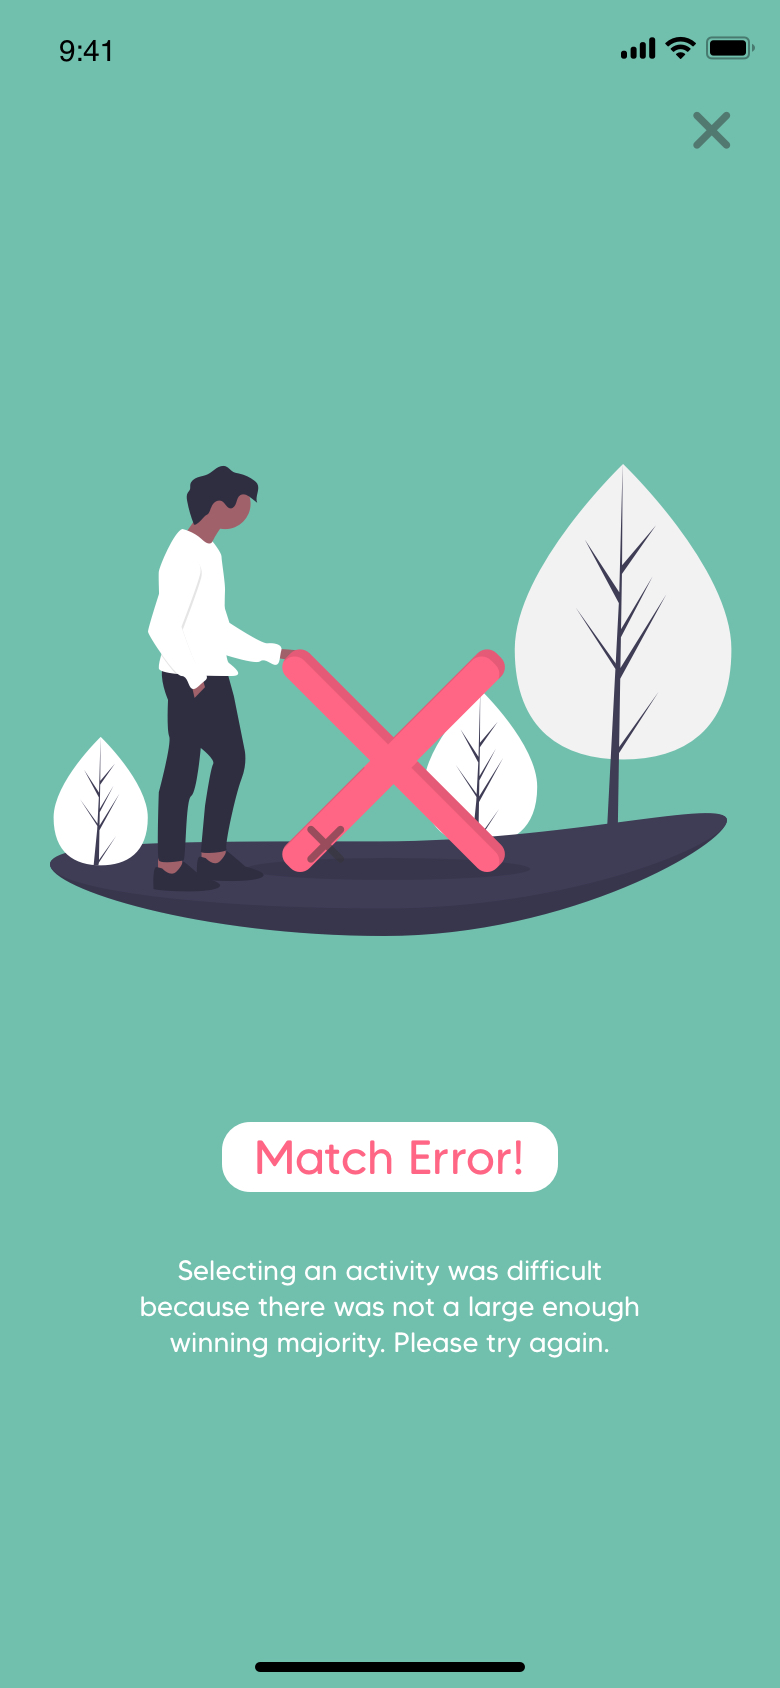 9:41
Match Error!
Selecting an activity was difficult
because there was not a large enough
winning majority. Please try again.